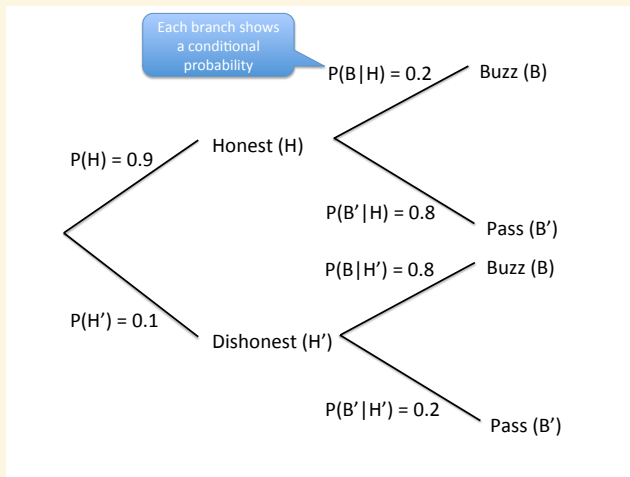 Each branch shows
a conditional
probability
P(B|H) = 0.2
Buzz (B)
Honest (H)
P(H) = 0.9
P(B’|H) = 0.8
Pass (B’)
P(B|H’) = 0.8
Buzz (B)
P(H’) = 0.1
Dishonest (H’)
P(B’|H’) = 0.2
Pass (B’)